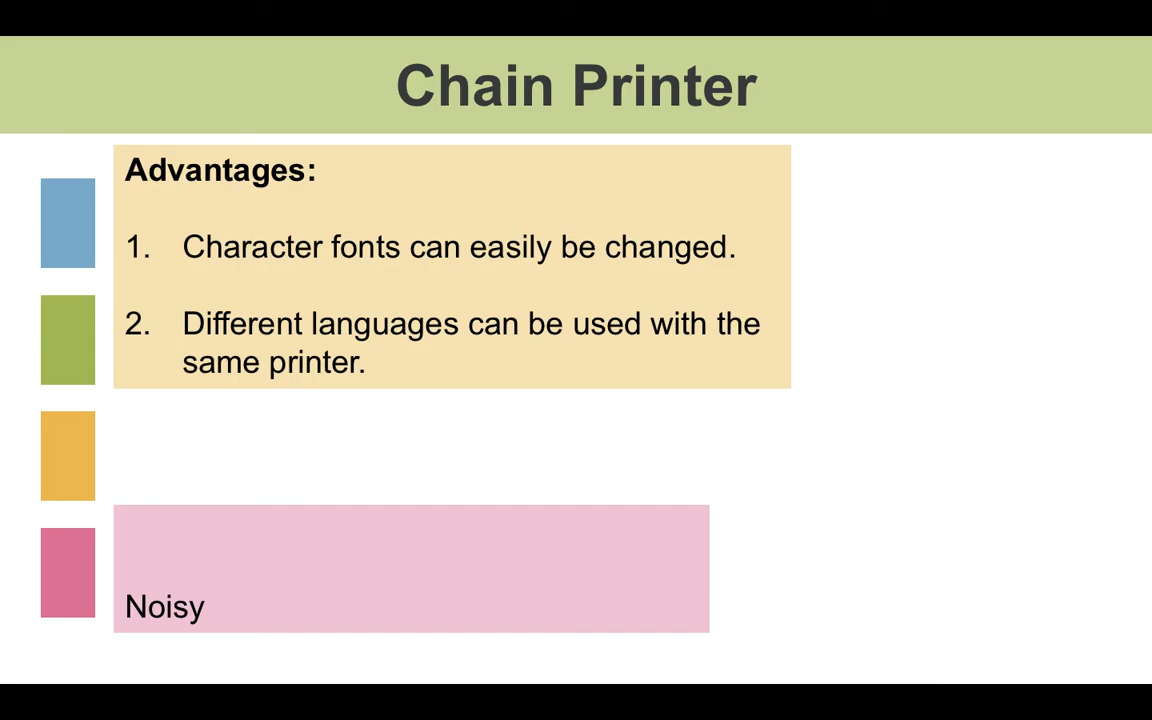 Chain Printer
Advantages:
1. Character fonts can easily be changed.
2. Different languages can be used with the
same printer.
Noisy